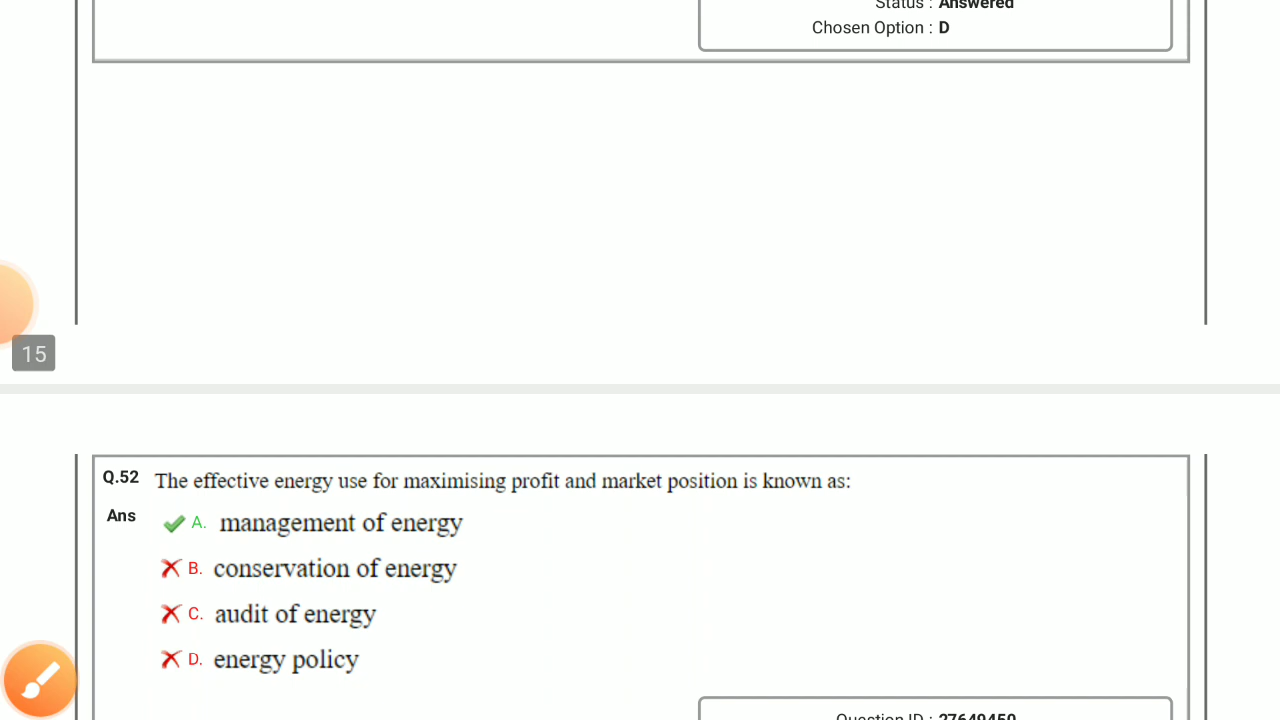 Status : Answered
Chosen Option : D
15
Q.52 The effective energy use for maximising profit and market position is known as:
Ans A. management of energy
B. conservation of energy
C. audit of energy
D. energy policy
Question ID : 27649450